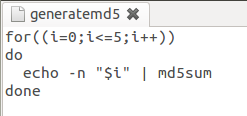 generatemd5
for((i=0;i<=5;i++))
do
  echo -n "$i" | md5sum
done